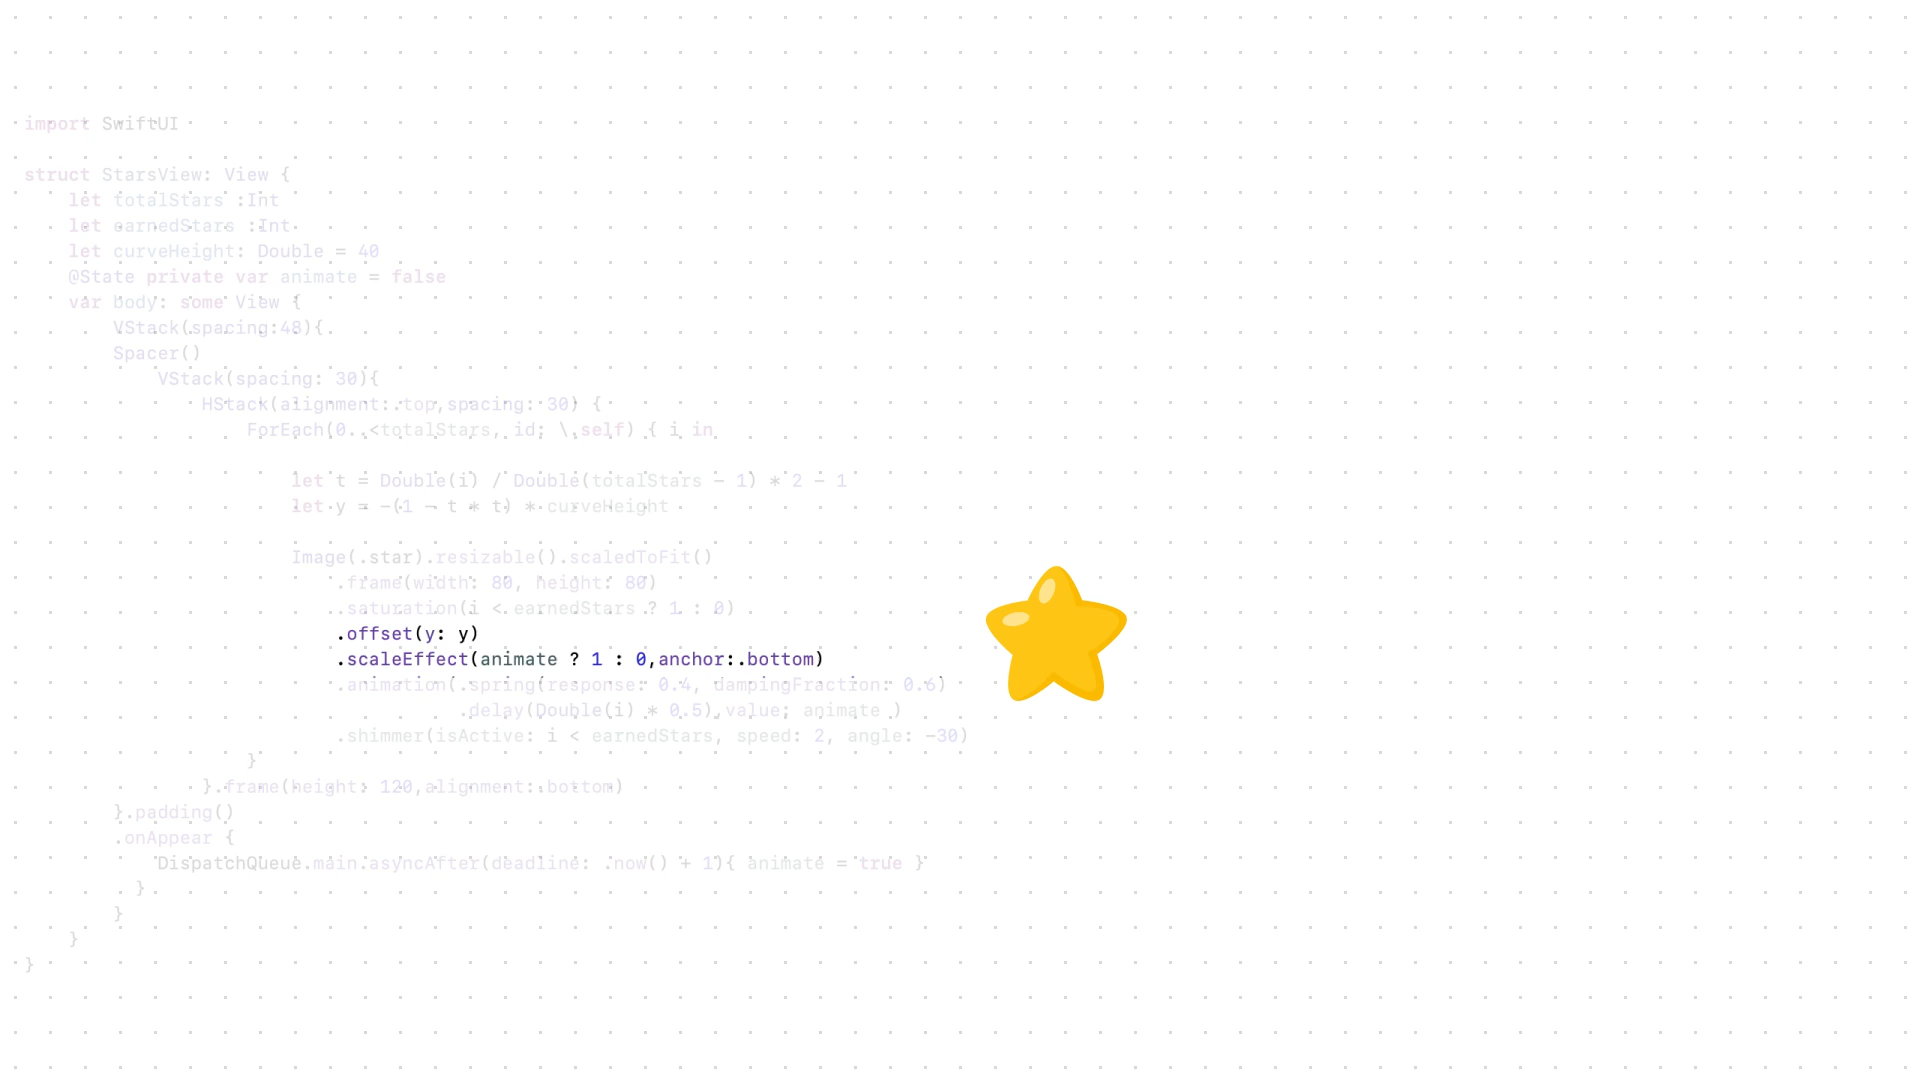 import SwiftUI
struct StarsView: View {
let totalStars :Int
let earnedStars :Int
let curveHeight: Double = 40
@State private var animate = false
var body: some View {
VStack(spacing:48){
Spacer()
VStack(spacing: 30){
HStack(alignment:.top,spacing: 30) {
ForEach(0..<totalStars, id: \.self) { i in
let t = Double(i) / Double(totalStars - 1) * 2 - 1
let y = -(1 - t * t) * curveHeight
Image(.star).resizable().scaledToFit()
.frame(width: 80, height: 80)
.saturation(i < earnedStars ? 1 : 0)
.offset(y: y)
.scaleEffect(animate ? 1 : 0,anchor:.bottom)
.animation(.spring(response: 0.4, dampingFraction: 0.6)
.delay(Double(i) * 0.5),value: animate )
.shimmer(isActive: i < earnedStars, speed: 2, angle: -30)
}
}.frame(height: 120,alignment:.bottom)
}.padding()
.onAppear {
DispatchQueue.main.asyncAfter(deadline: .now() + 1){ animate = true }
}
}
}
}